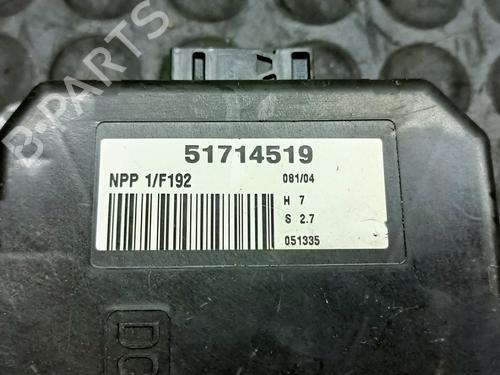 B-PARTS
51714519
NPP 1/F192
081/04
H 7
S 2.7
051335